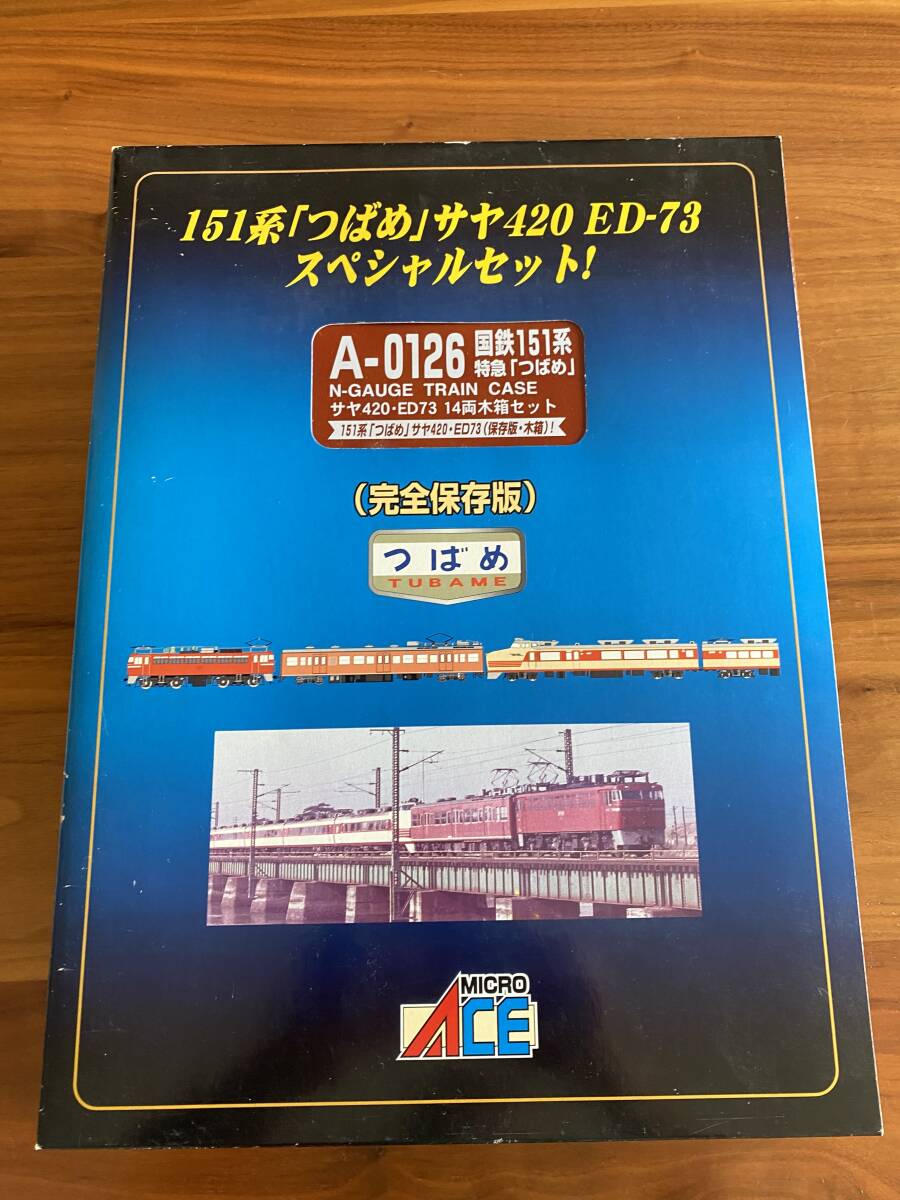 151系「つばめ」サヤ420 ED-73
スペシャルセット!
A-0126 国鉄151系
特急「つばめ」
N-GAUGE TRAIN CASE
サヤ420・ED73 14両木箱セット
151系「つばめ」サヤ420・ED73(保存版・木箱)!
(完全保存版)
つばめ
TUBAME
MICRO
ACE